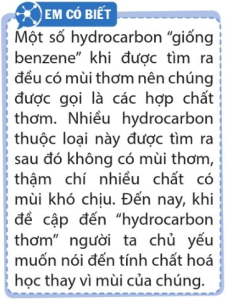 EM CÓ BIẾT
Một số hydrocarbon “giống
benzene” khi được tìm ra
đều có mùi thơm nên chúng
được gọi là các hợp chất
thơm. Nhiều hydrocarbon
thuộc loại này được tìm ra
sau đó không có mùi thơm,
thậm chí nhiều chất có
mùi khó chịu. Đến nay, khi
đề cập đến “hydrocarbon
thơm” người ta chủ yếu
muốn nói đến tính chất hoá
học thay vì mùi của chúng.